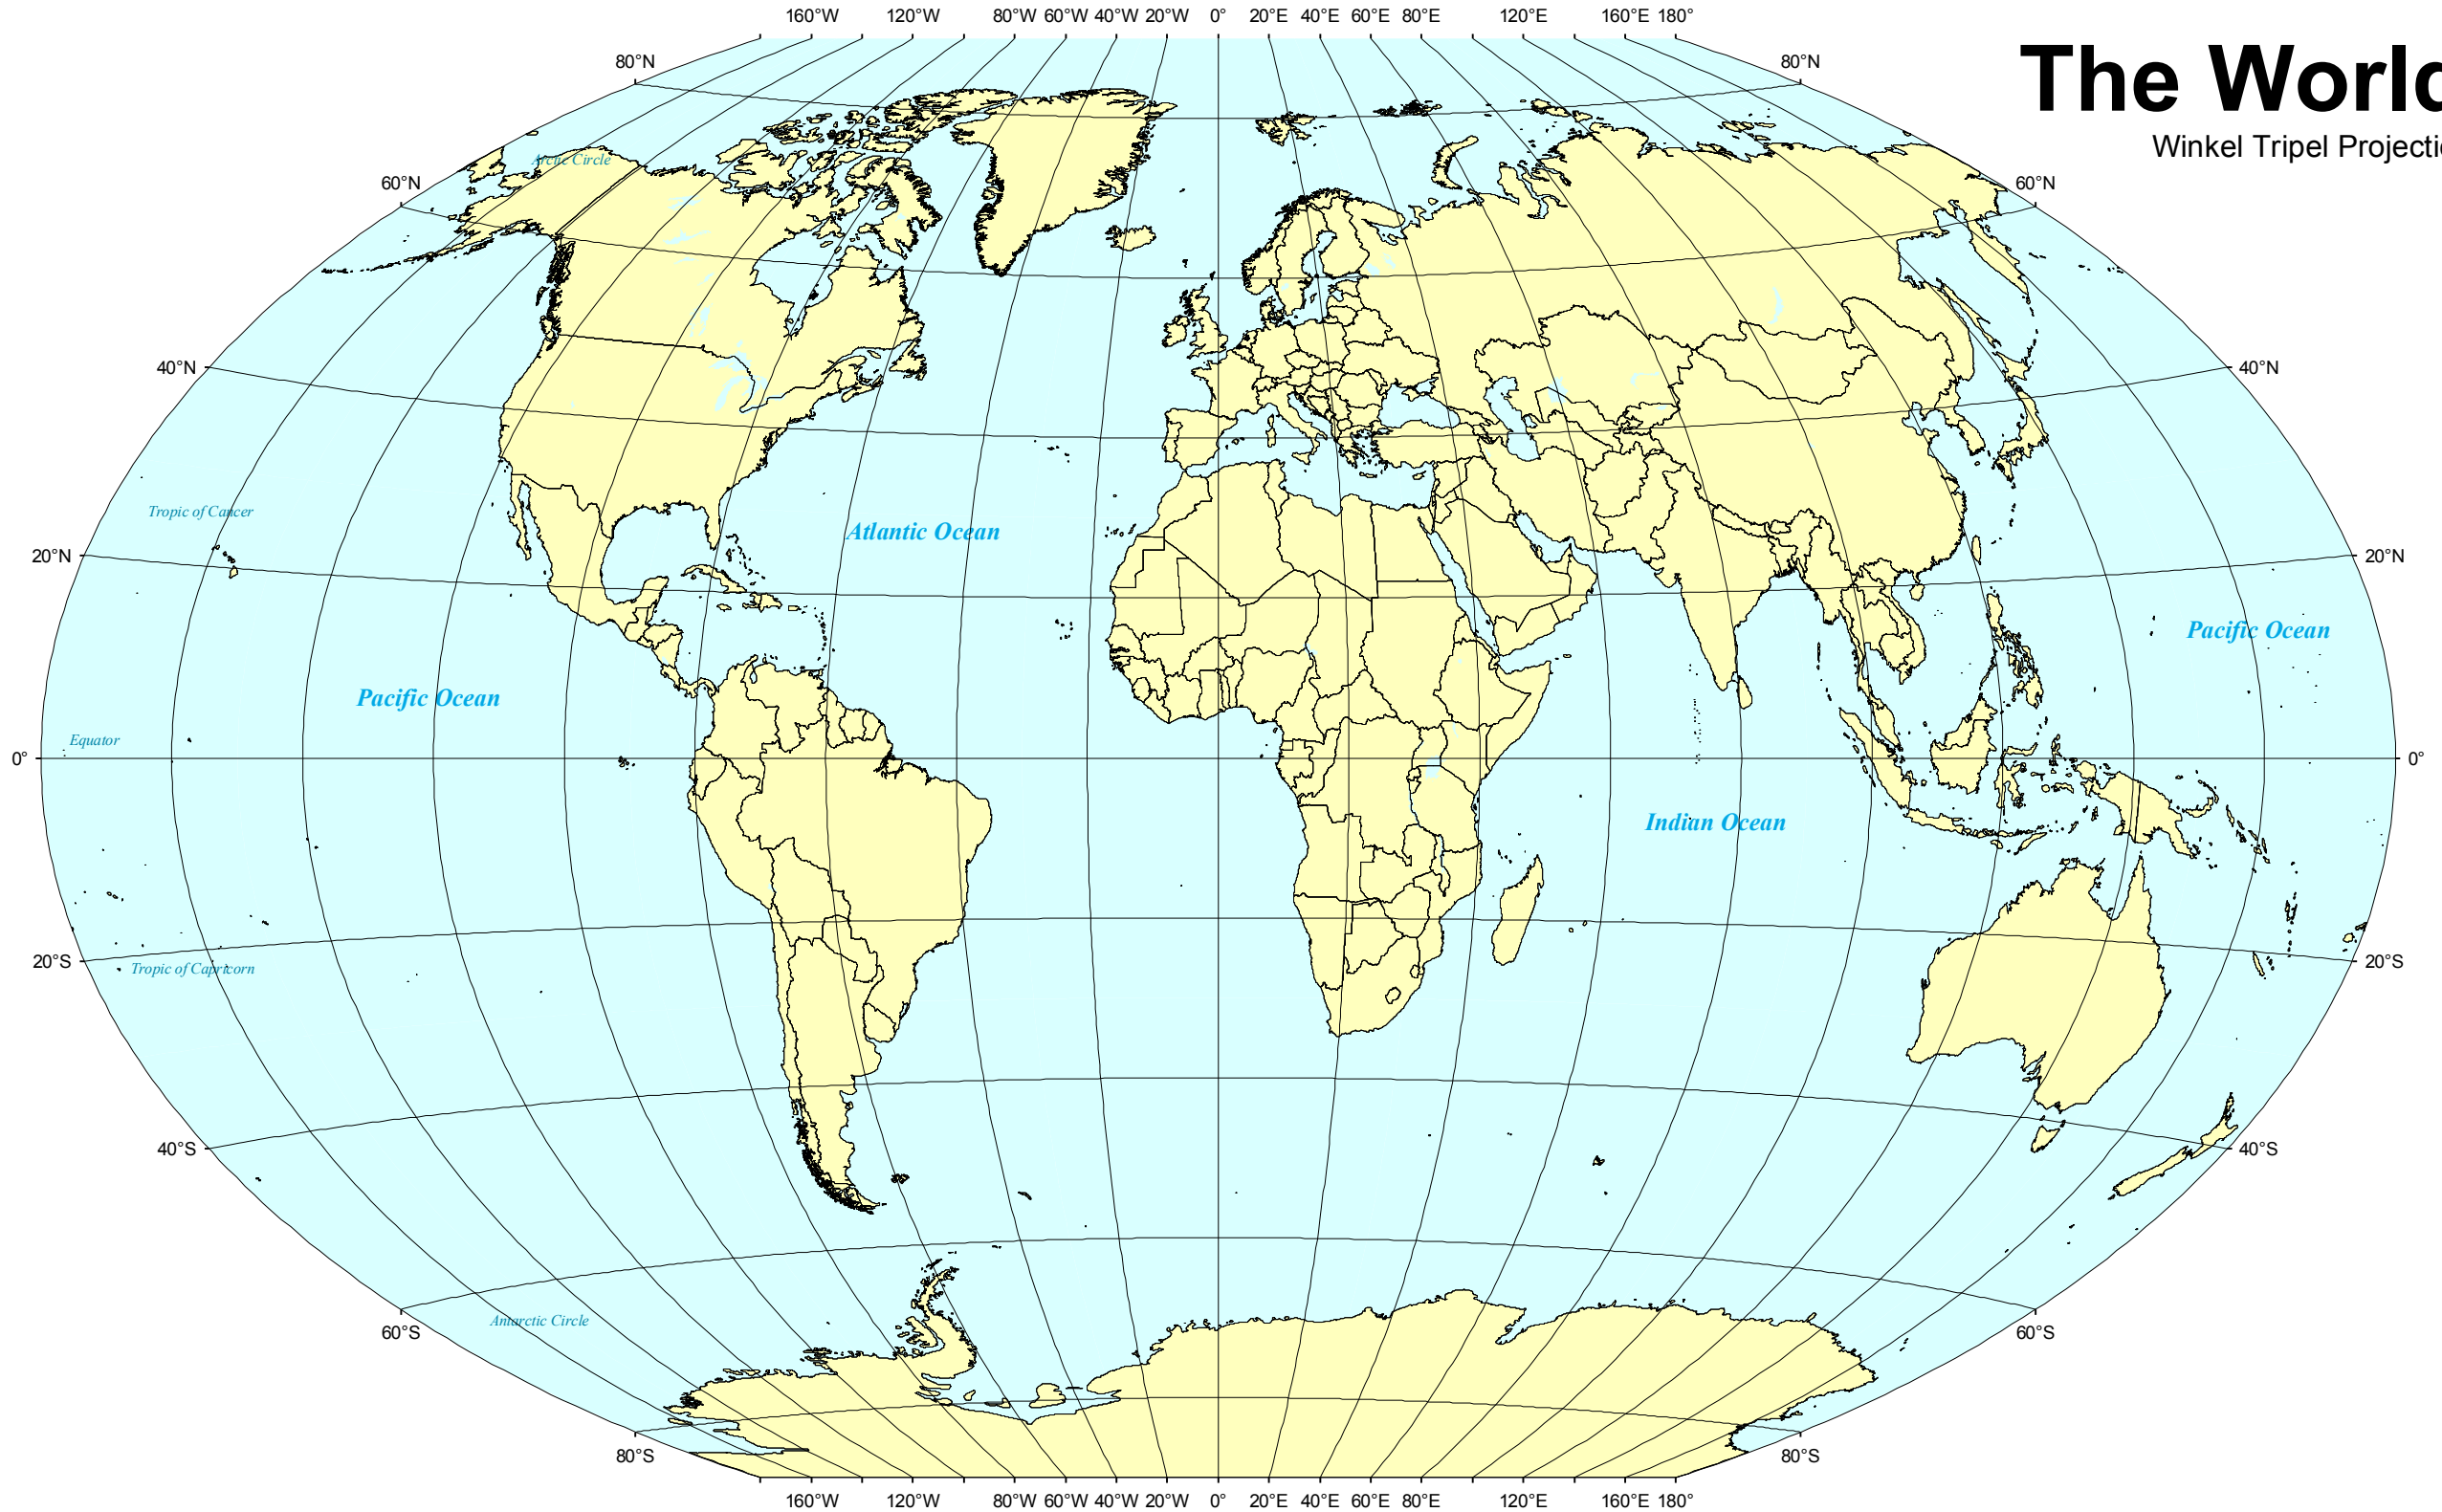 160°W 120°W 80°W 60°W 40°W 20°W 0° 20°E 40°E 60°E 80°E 120°E 160°E 180°
The World
Winkel Tripel Projecti
80°N 80°N
Arctic Circle
60°N 60°N
40°N 40°N
Tropic of Cancer
Atlantic Ocean
20°N 20°N
Pacific Ocean
Pacific Ocean
Equator
0° 0°
Indian Ocean
20°S 20°S
Tropic of Capricorn
40°S 40°S
Antarctic Circle
60°S 60°S
80°S 80°S
160°W 120°W 80°W 60°W 40°W 20°W 0° 20°E 40°E 60°E 80°E 120°E 160°E 180°